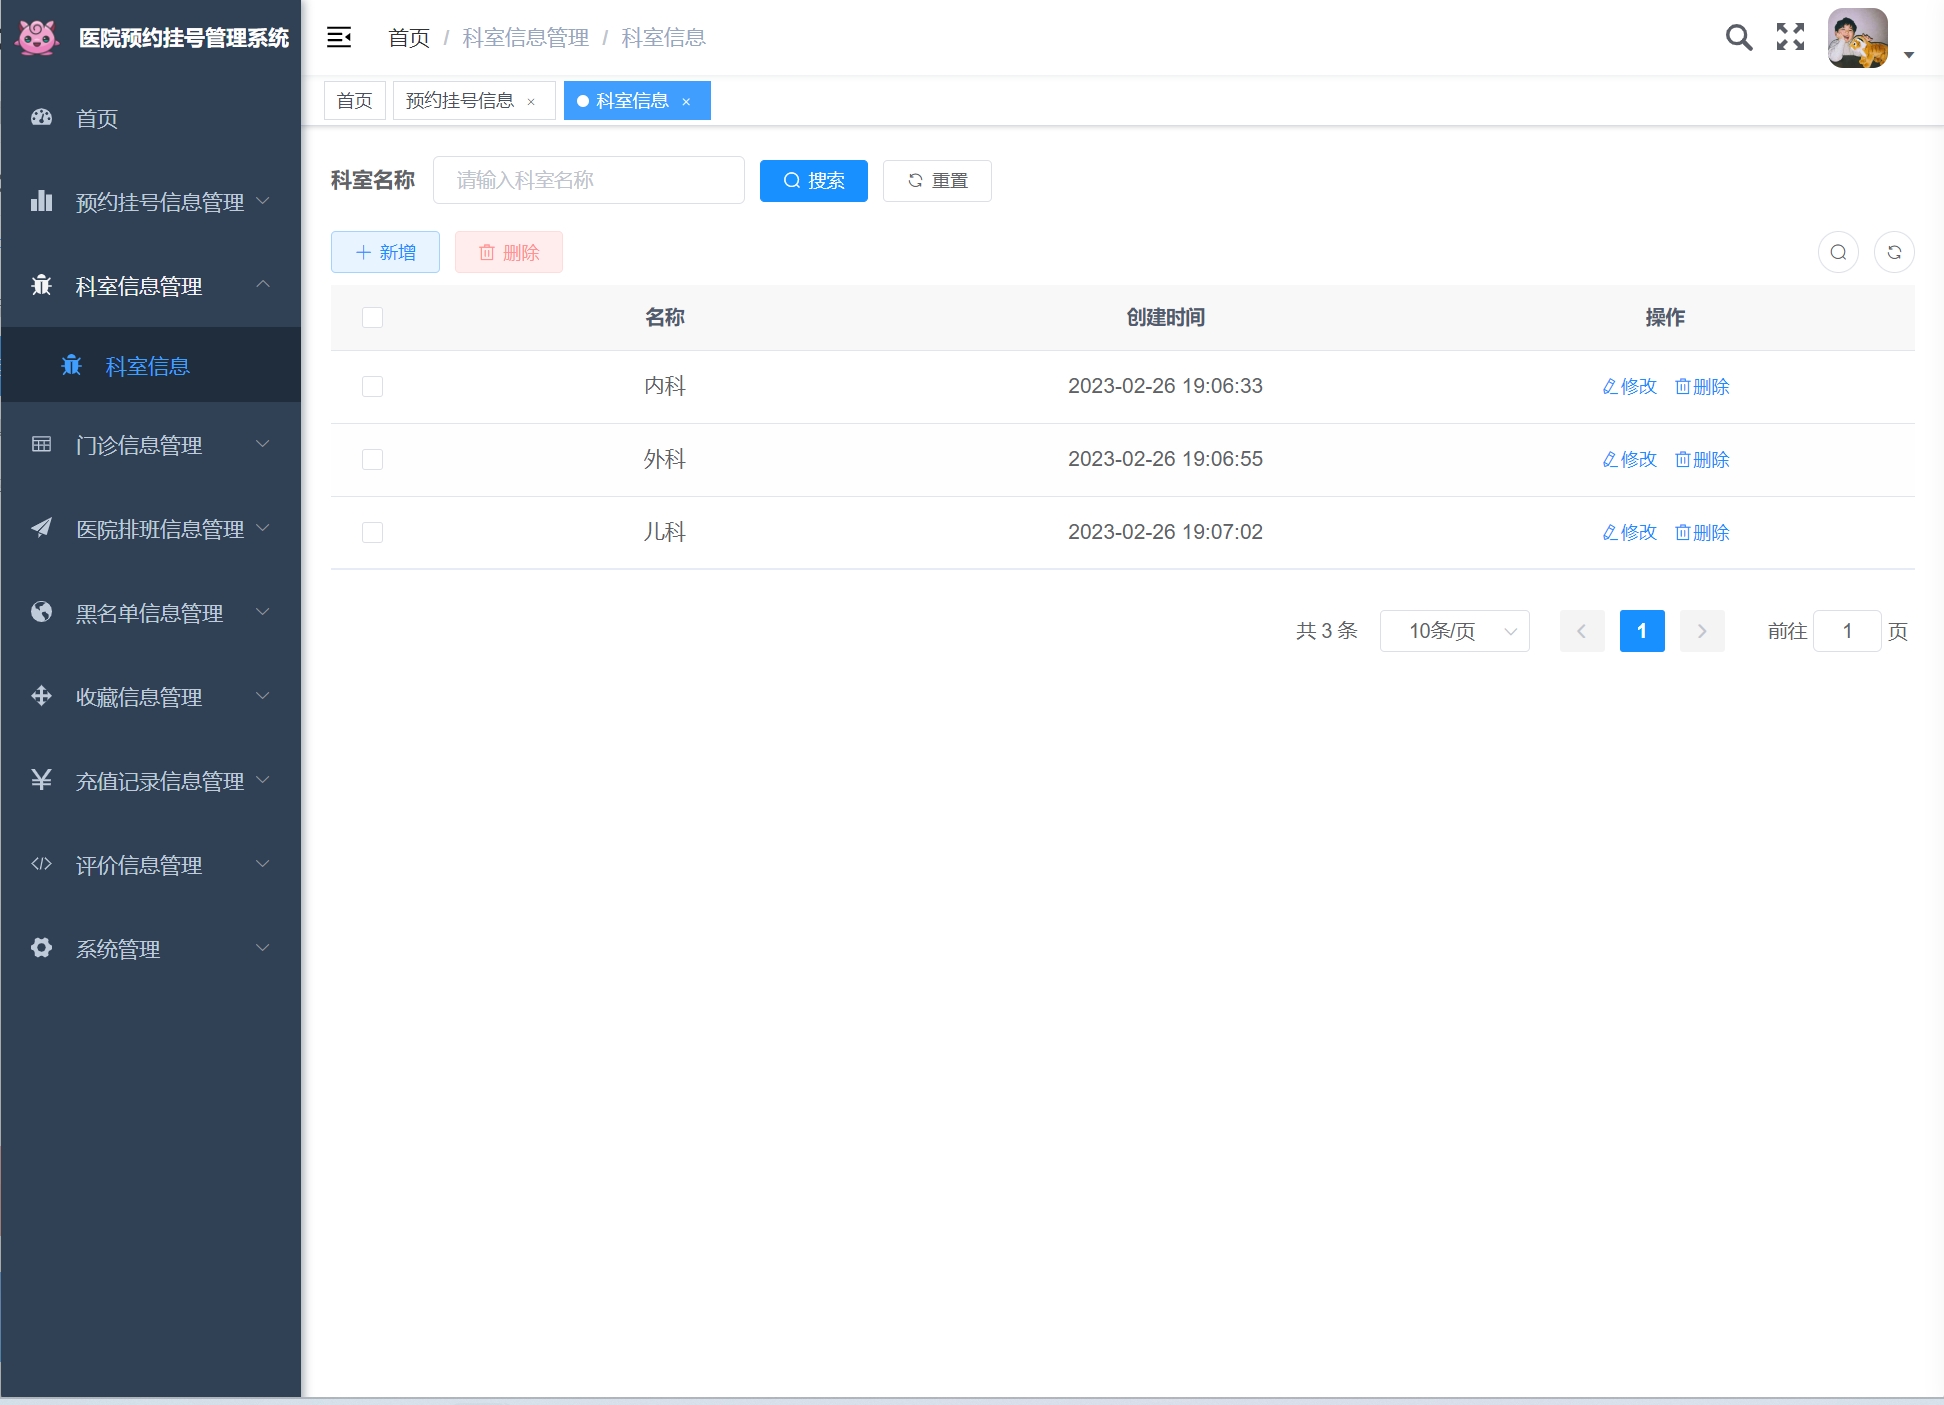 医院预约挂号管理系统
首页 / 科室信息管理 / 科室信息
首页
预约挂号信息 ×
科室信息 ×
首页
预约挂号信息管理
科室信息管理
科室信息
门诊信息管理
医院排班信息管理
黑名单信息管理
收藏信息管理
充值记录信息管理
评价信息管理
系统管理
科室名称 请输入科室名称 搜索 重置
新增 删除
名称 创建时间 操作
内科 2023-02-26 19:06:33 修改 删除
外科 2023-02-26 19:06:55 修改 删除
儿科 2023-02-26 19:07:02 修改 删除
共 3 条 10条/页 1 前往 1 页